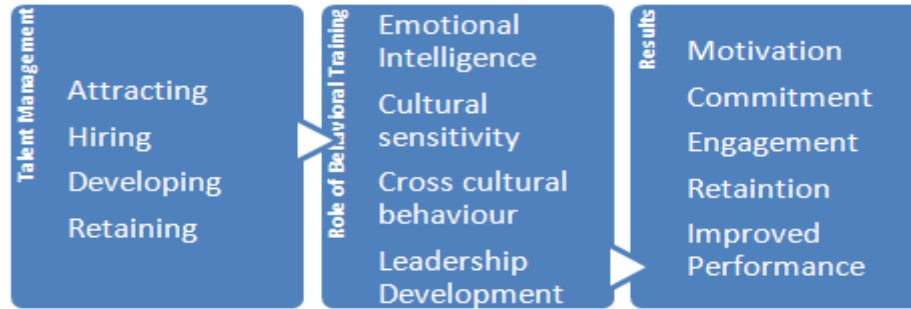 Talent Management
Attracting
Hiring
Developing
Retaining
Role of Behavioral Training
Emotional
Intelligence
Cultural
sensitivity
Cross cultural
behaviour
Leadership
Development
Results
Motivation
Commitment
Engagement
Retaintion
Improved
Performance